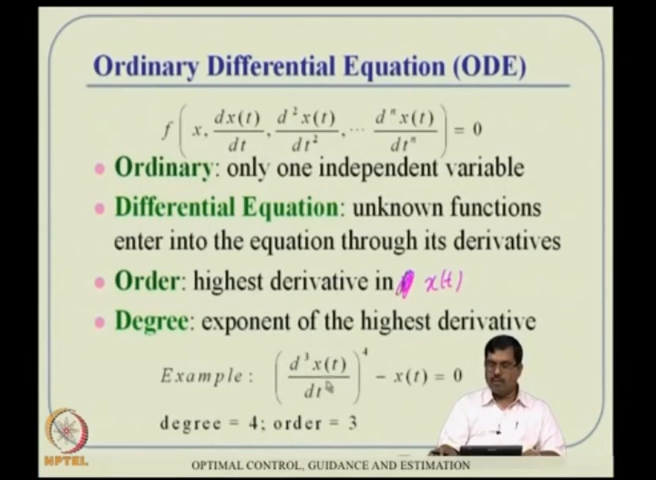 Ordinary Differential Equation (ODE)
f ( x, dx(t)/dt, d²x(t)/dt², ... dⁿx(t)/dtⁿ ) = 0
Ordinary: only one independent variable
Differential Equation: unknown functions
enter into the equation through its derivatives
Order: highest derivative in x(t)
Degree: exponent of the highest derivative
Example: ( d³x(t)/dt³ )⁴ − x(t) = 0
degree = 4; order = 3
NPTEL
OPTIMAL CONTROL, GUIDANCE AND ESTIMATION